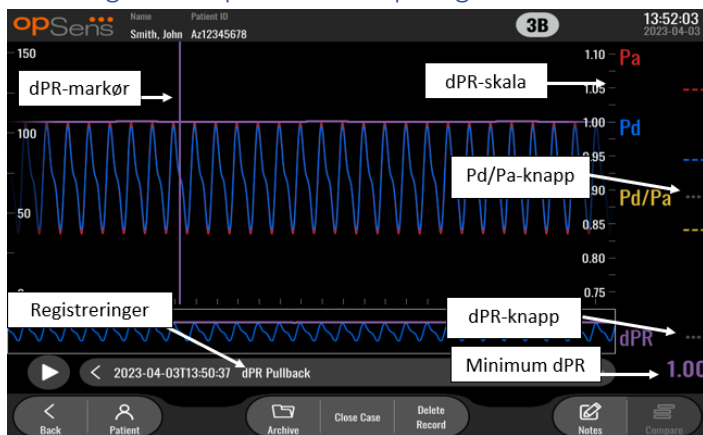 opSens
Name
Patient ID
Smith, John
Az12345678
3B
13:52:03
2023-04-03
150
1.10
Pa
dPR-markør
dPR-skala
1.05
---
100
1.00
Pd
.95
---
Pd/Pa-knapp
.90
Pd/Pa
---
50
0.85
---
0.80
0.75
Registreringer
dPR-knapp
dPR
---
Minimum dPR
1.00
2023-04-03T13:50:37 dPR Pullback
Back
Patient
Archive
Close Case
Delete
Record
Notes
Compare